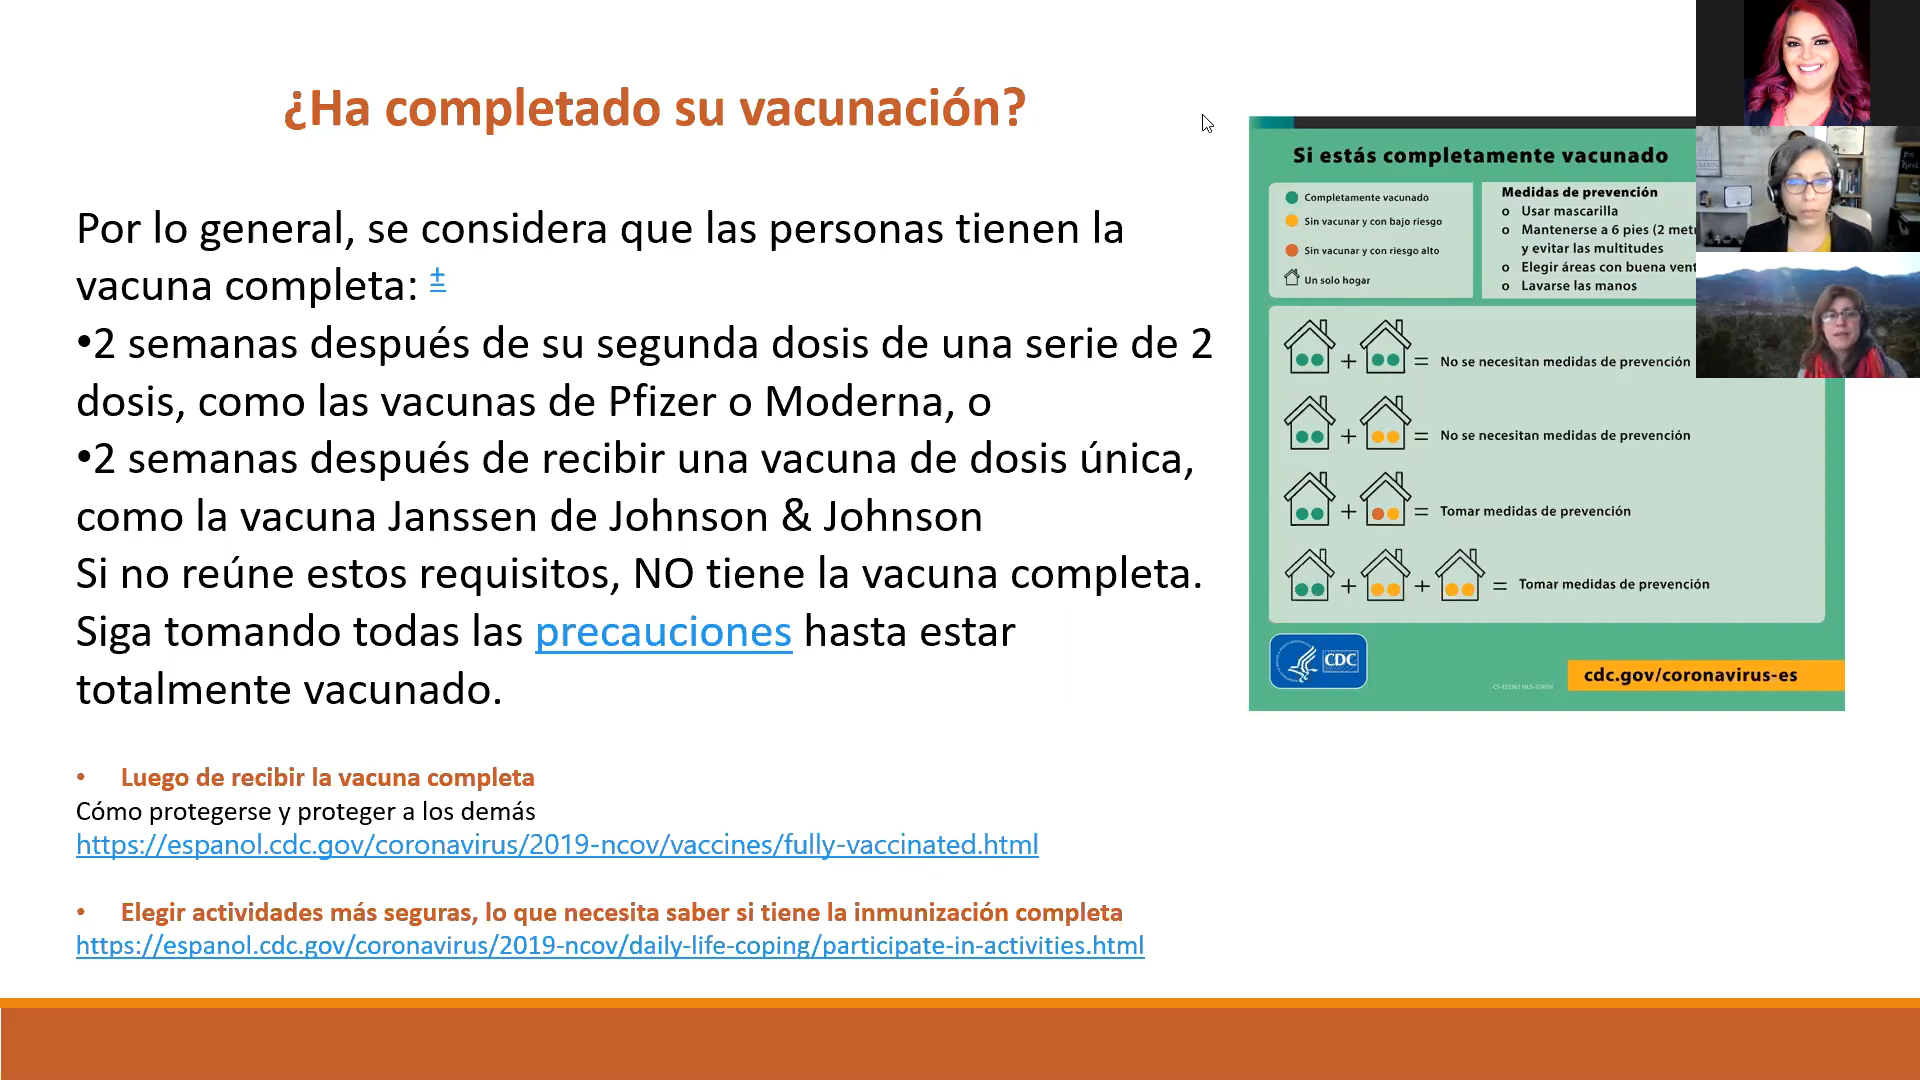 ¿Ha completado su vacunación?
Por lo general, se considera que las personas tienen la
vacuna completa: ±
•2 semanas después de su segunda dosis de una serie de 2
dosis, como las vacunas de Pfizer o Moderna, o
•2 semanas después de recibir una vacuna de dosis única,
como la vacuna Janssen de Johnson & Johnson
Si no reúne estos requisitos, NO tiene la vacuna completa.
Siga tomando todas las precauciones hasta estar
totalmente vacunado.
• Luego de recibir la vacuna completa
Cómo protegerse y proteger a los demás
https://espanol.cdc.gov/coronavirus/2019-ncov/vaccines/fully-vaccinated.html
• Elegir actividades más seguras, lo que necesita saber si tiene la inmunización completa
https://espanol.cdc.gov/coronavirus/2019-ncov/daily-life-coping/participate-in-activities.html
Si estás completamente vacunado
Completamente vacunado
Sin vacunar y con bajo riesgo
Sin vacunar y con riesgo alto
Un solo hogar
Medidas de prevención
o Usar mascarilla
o Mantenerse a 6 pies (2 met
y evitar las multitudes
o Elegir áreas con buena vent
o Lavarse las manos
+ = No se necesitan medidas de prevención
+ = No se necesitan medidas de prevención
+ = Tomar medidas de prevención
+ + = Tomar medidas de prevención
CDC
cdc.gov/coronavirus-es